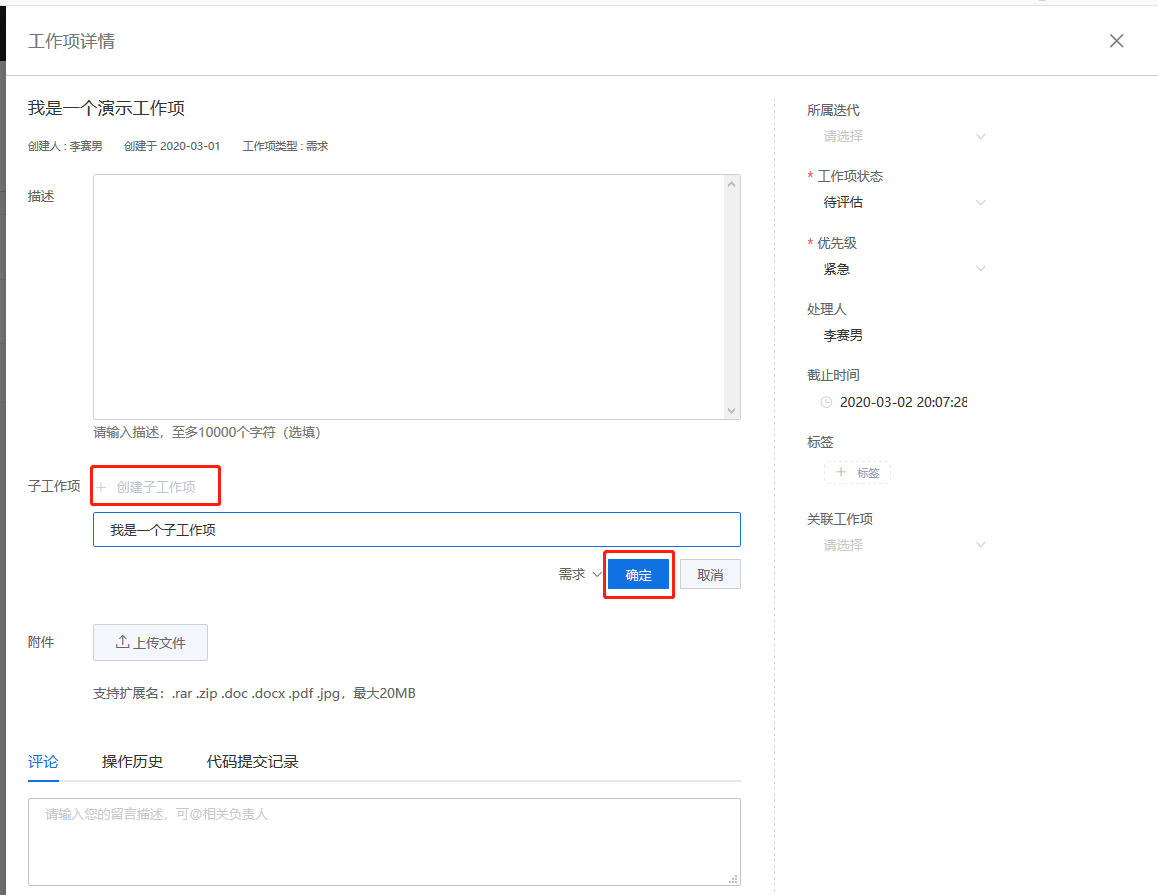 工作项详情
我是一个演示工作项
创建人 : 李赛男 创建于 2020-03-01 工作项类型 : 需求
描述
请输入描述，至多10000个字符（选填）
子工作项 + 创建子工作项
我是一个子工作项
需求 确定 取消
附件 上传文件
支持扩展名：.rar .zip .doc .docx .pdf .jpg，最大20MB
评论 操作历史 代码提交记录
请输入您的留言描述，可@相关负责人
所属迭代
请选择
* 工作项状态
待评估
* 优先级
紧急
处理人
李赛男
截止时间
2020-03-02 20:07:28
标签
+ 标签
关联工作项
请选择